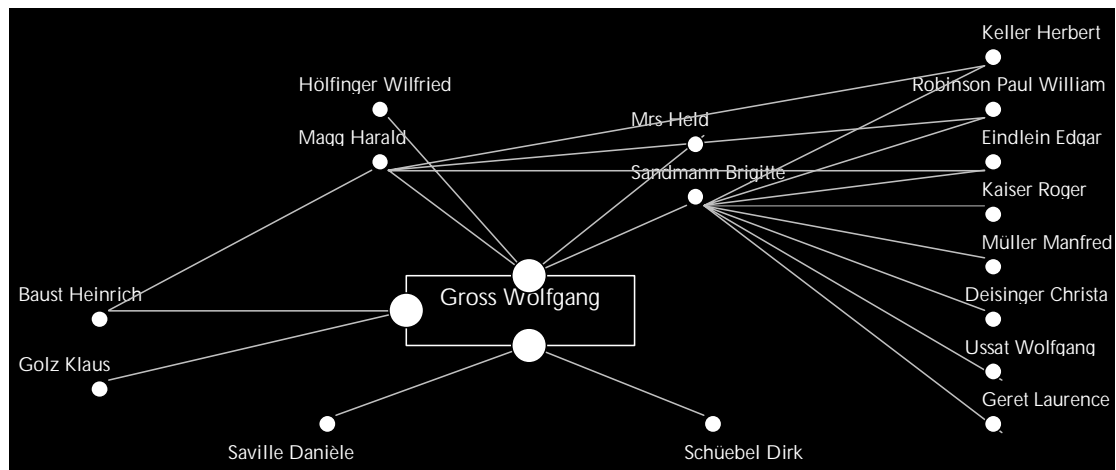 Keller Herbert
Hölfinger Wilfried
Robinson Paul William
Mrs Held
Magg Harald
Eindlein Edgar
Sandmann Brigitte
Kaiser Roger
Müller Manfred
Baust Heinrich
Gross Wolfgang
Deisinger Christa
Ussat Wolfgang
Golz Klaus
Geret Laurence
Saville Danièle
Schüebel Dirk